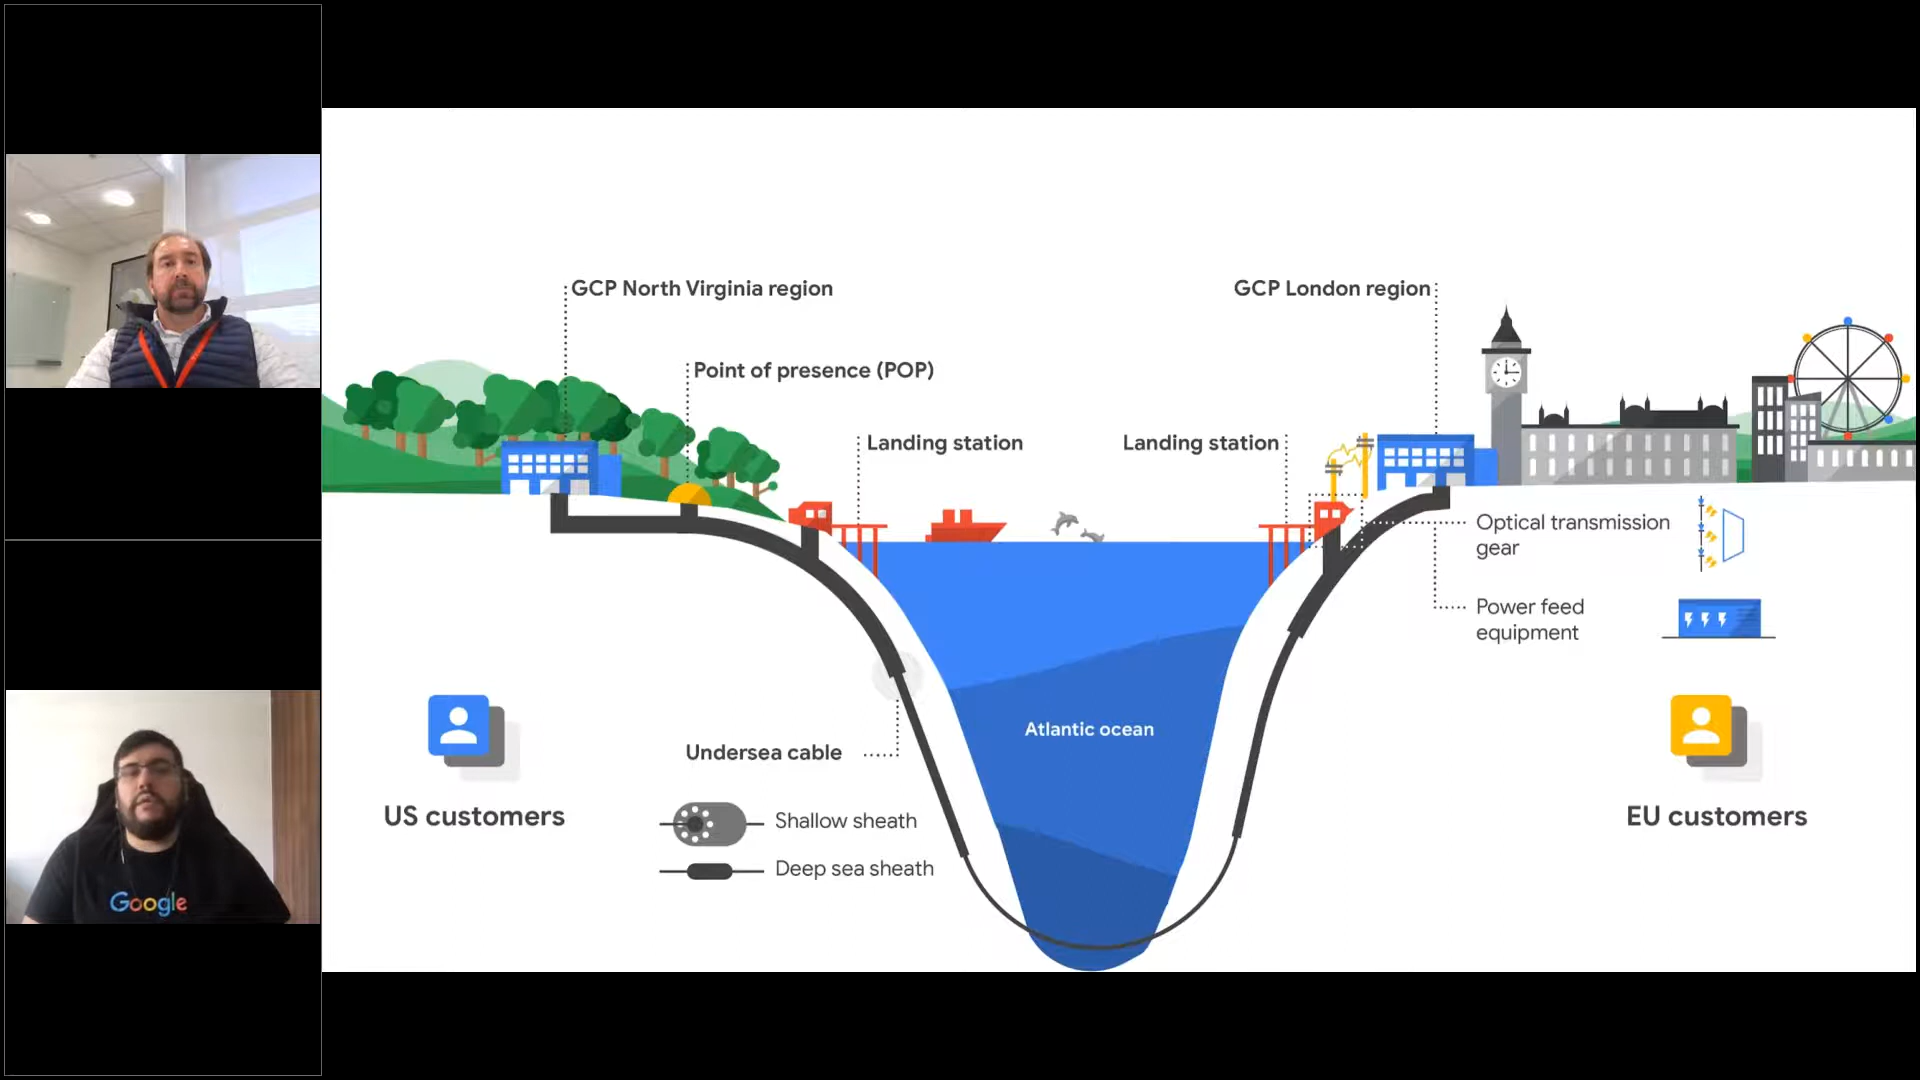 GCP North Virginia region
GCP London region
Point of presence (POP)
Landing station
Landing station
Optical transmission
gear
Power feed
equipment
Atlantic ocean
Undersea cable
US customers
EU customers
Shallow sheath
Deep sea sheath
Google